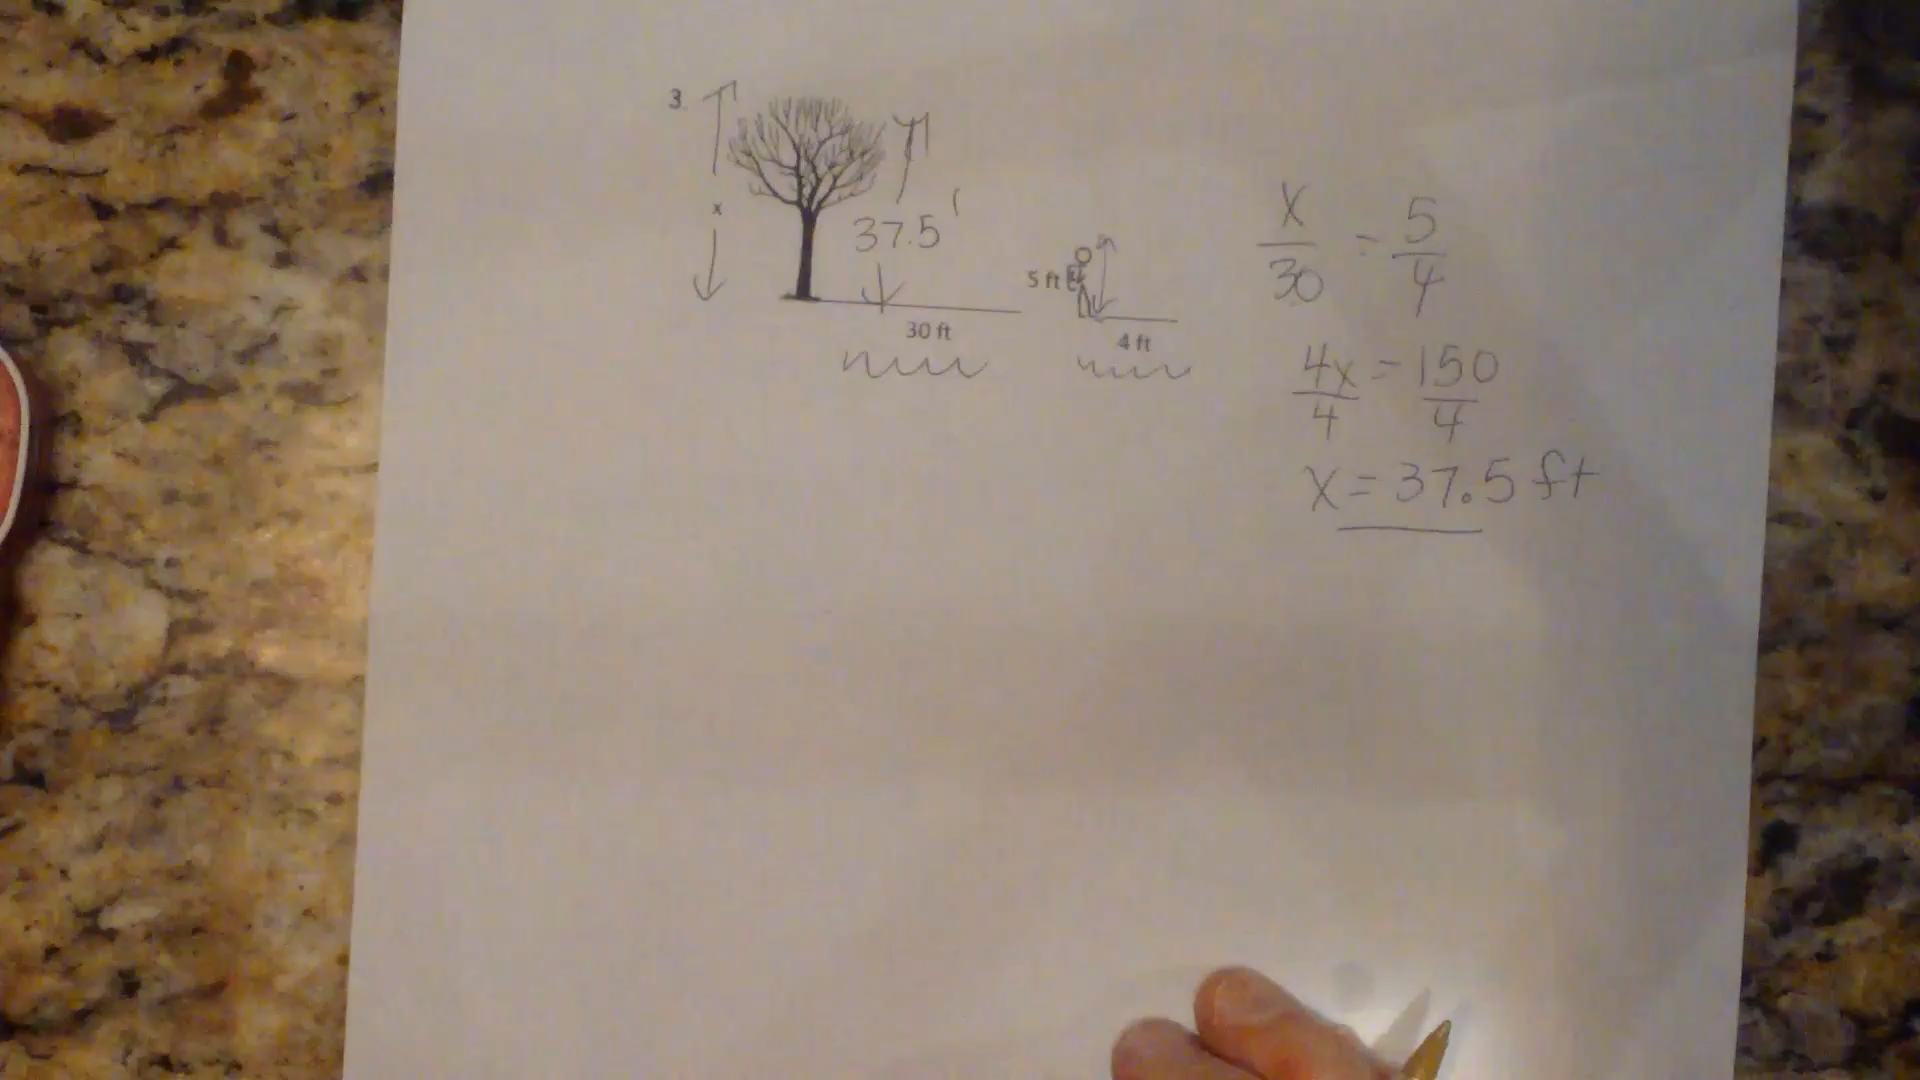 3.
x
37.5 '
5 ft
30 ft
4 ft
x/30 = 5/4
4x/4 = 150/4
x = 37.5 ft